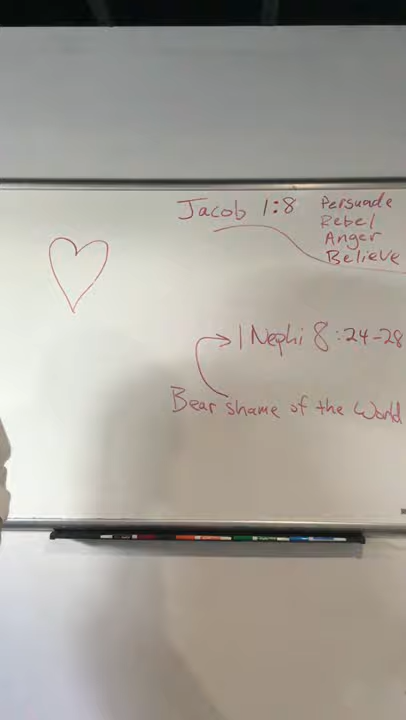 Jacob 1:8
Persuade
Rebel
Anger
Believe
1 Nephi 8:24-28
Bear shame of the World